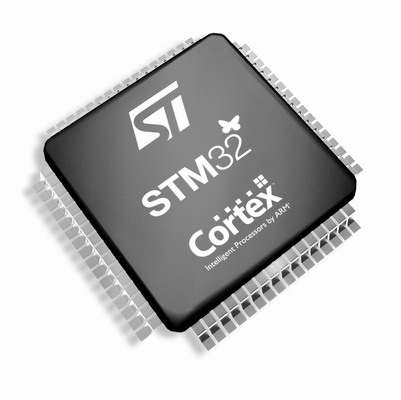 ST
STM32
Cortex
Intelligent Processors by ARM®